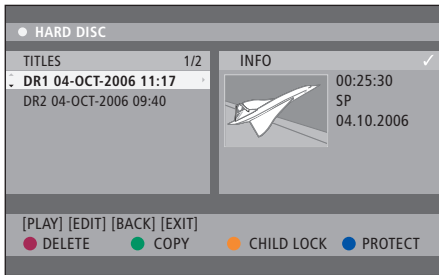 HARD DISC
TITLES 1/2
DR1 04-OCT-2006 11:17
DR2 04-OCT-2006 09:40
INFO
00:25:30
SP
04.10.2006
[PLAY] [EDIT] [BACK] [EXIT]
DELETE COPY CHILD LOCK PROTECT